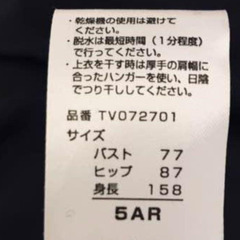 ・乾燥機の使用は避けて
ください。
・脱水は最短時間(1分程度)
で行ってください。
・上衣を干す時は厚手の肩幅
に合ったハンガーを使い、日陰
でつり干ししてください。
品番 TV072701
サイズ
バスト 77
ヒップ 87
身長 158
5AR